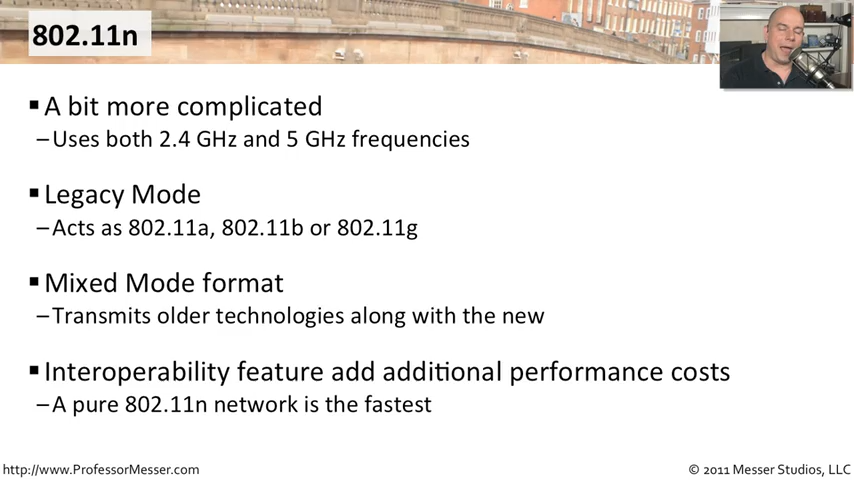 802.11n
▪ A bit more complicated
–Uses both 2.4 GHz and 5 GHz frequencies
▪ Legacy Mode
–Acts as 802.11a, 802.11b or 802.11g
▪ Mixed Mode format
–Transmits older technologies along with the new
▪ Interoperability feature add additional performance costs
–A pure 802.11n network is the fastest
http://www.ProfessorMesser.com
© 2011 Messer Studios, LLC